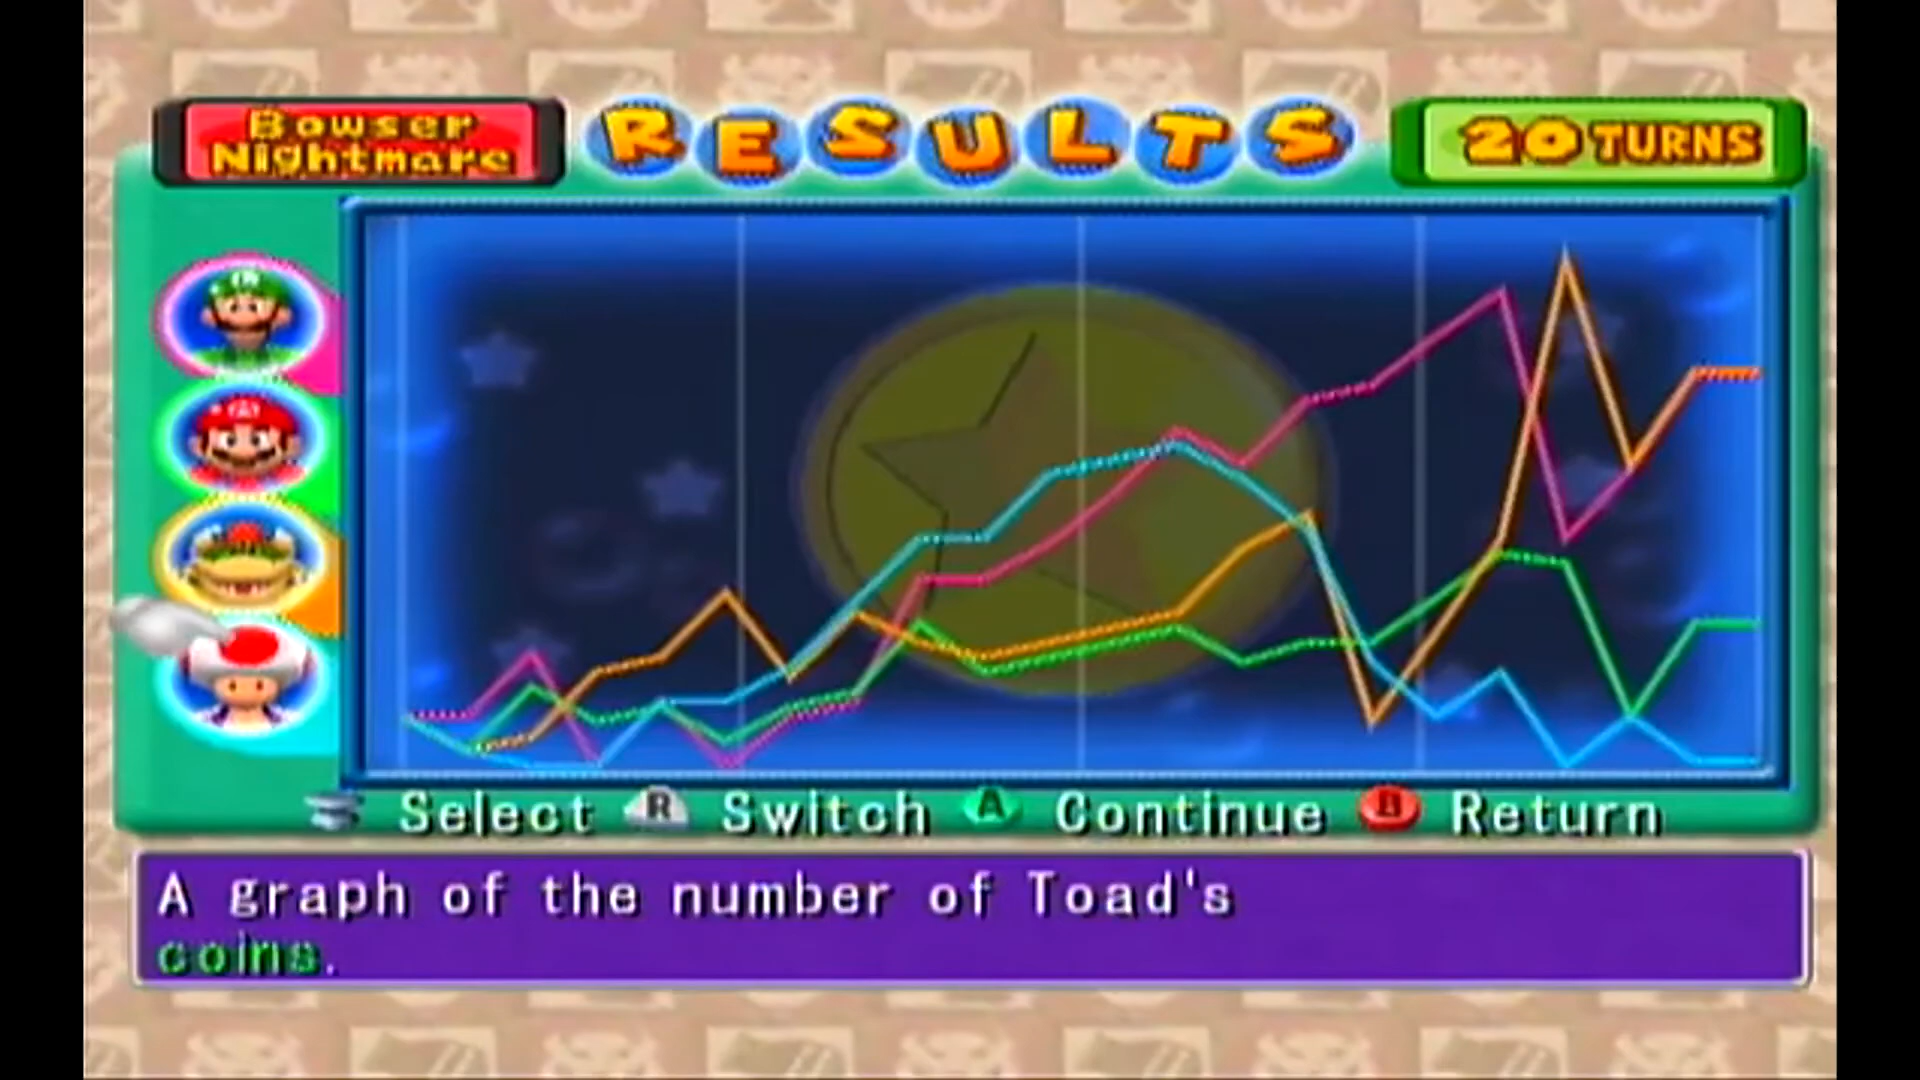 Bowser
Nightmare
RESULTS
20 TURNS
Select R Switch A Continue B Return
A graph of the number of Toad's
coins.